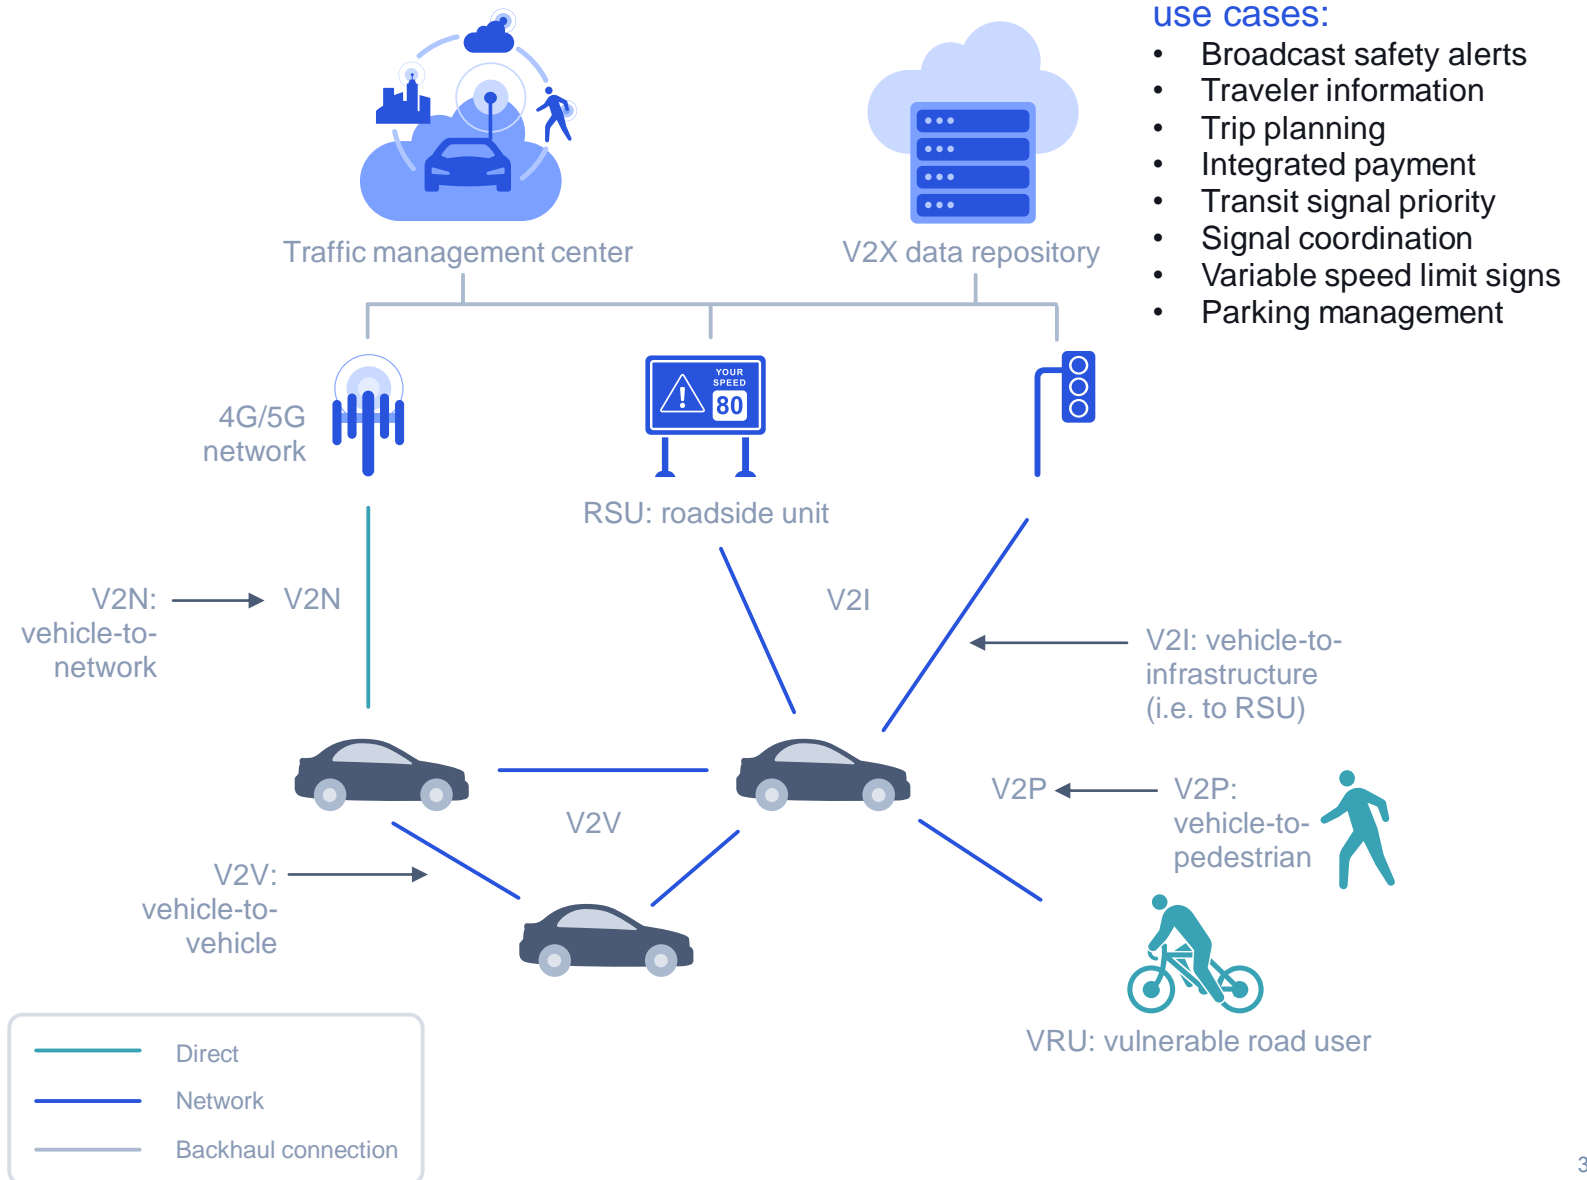 use cases:
• Broadcast safety alerts
• Traveler information
• Trip planning
• Integrated payment
• Transit signal priority
• Signal coordination
• Variable speed limit signs
• Parking management
Traffic management center
V2X data repository
4G/5G
network
YOUR
SPEED
80
RSU: roadside unit
V2N:
vehicle-to-
network
V2N
V2I
V2I: vehicle-to-
infrastructure
(i.e. to RSU)
V2P
V2P:
vehicle-to-
pedestrian
V2V
V2V:
vehicle-to-
vehicle
VRU: vulnerable road user
Direct
Network
Backhaul connection
3